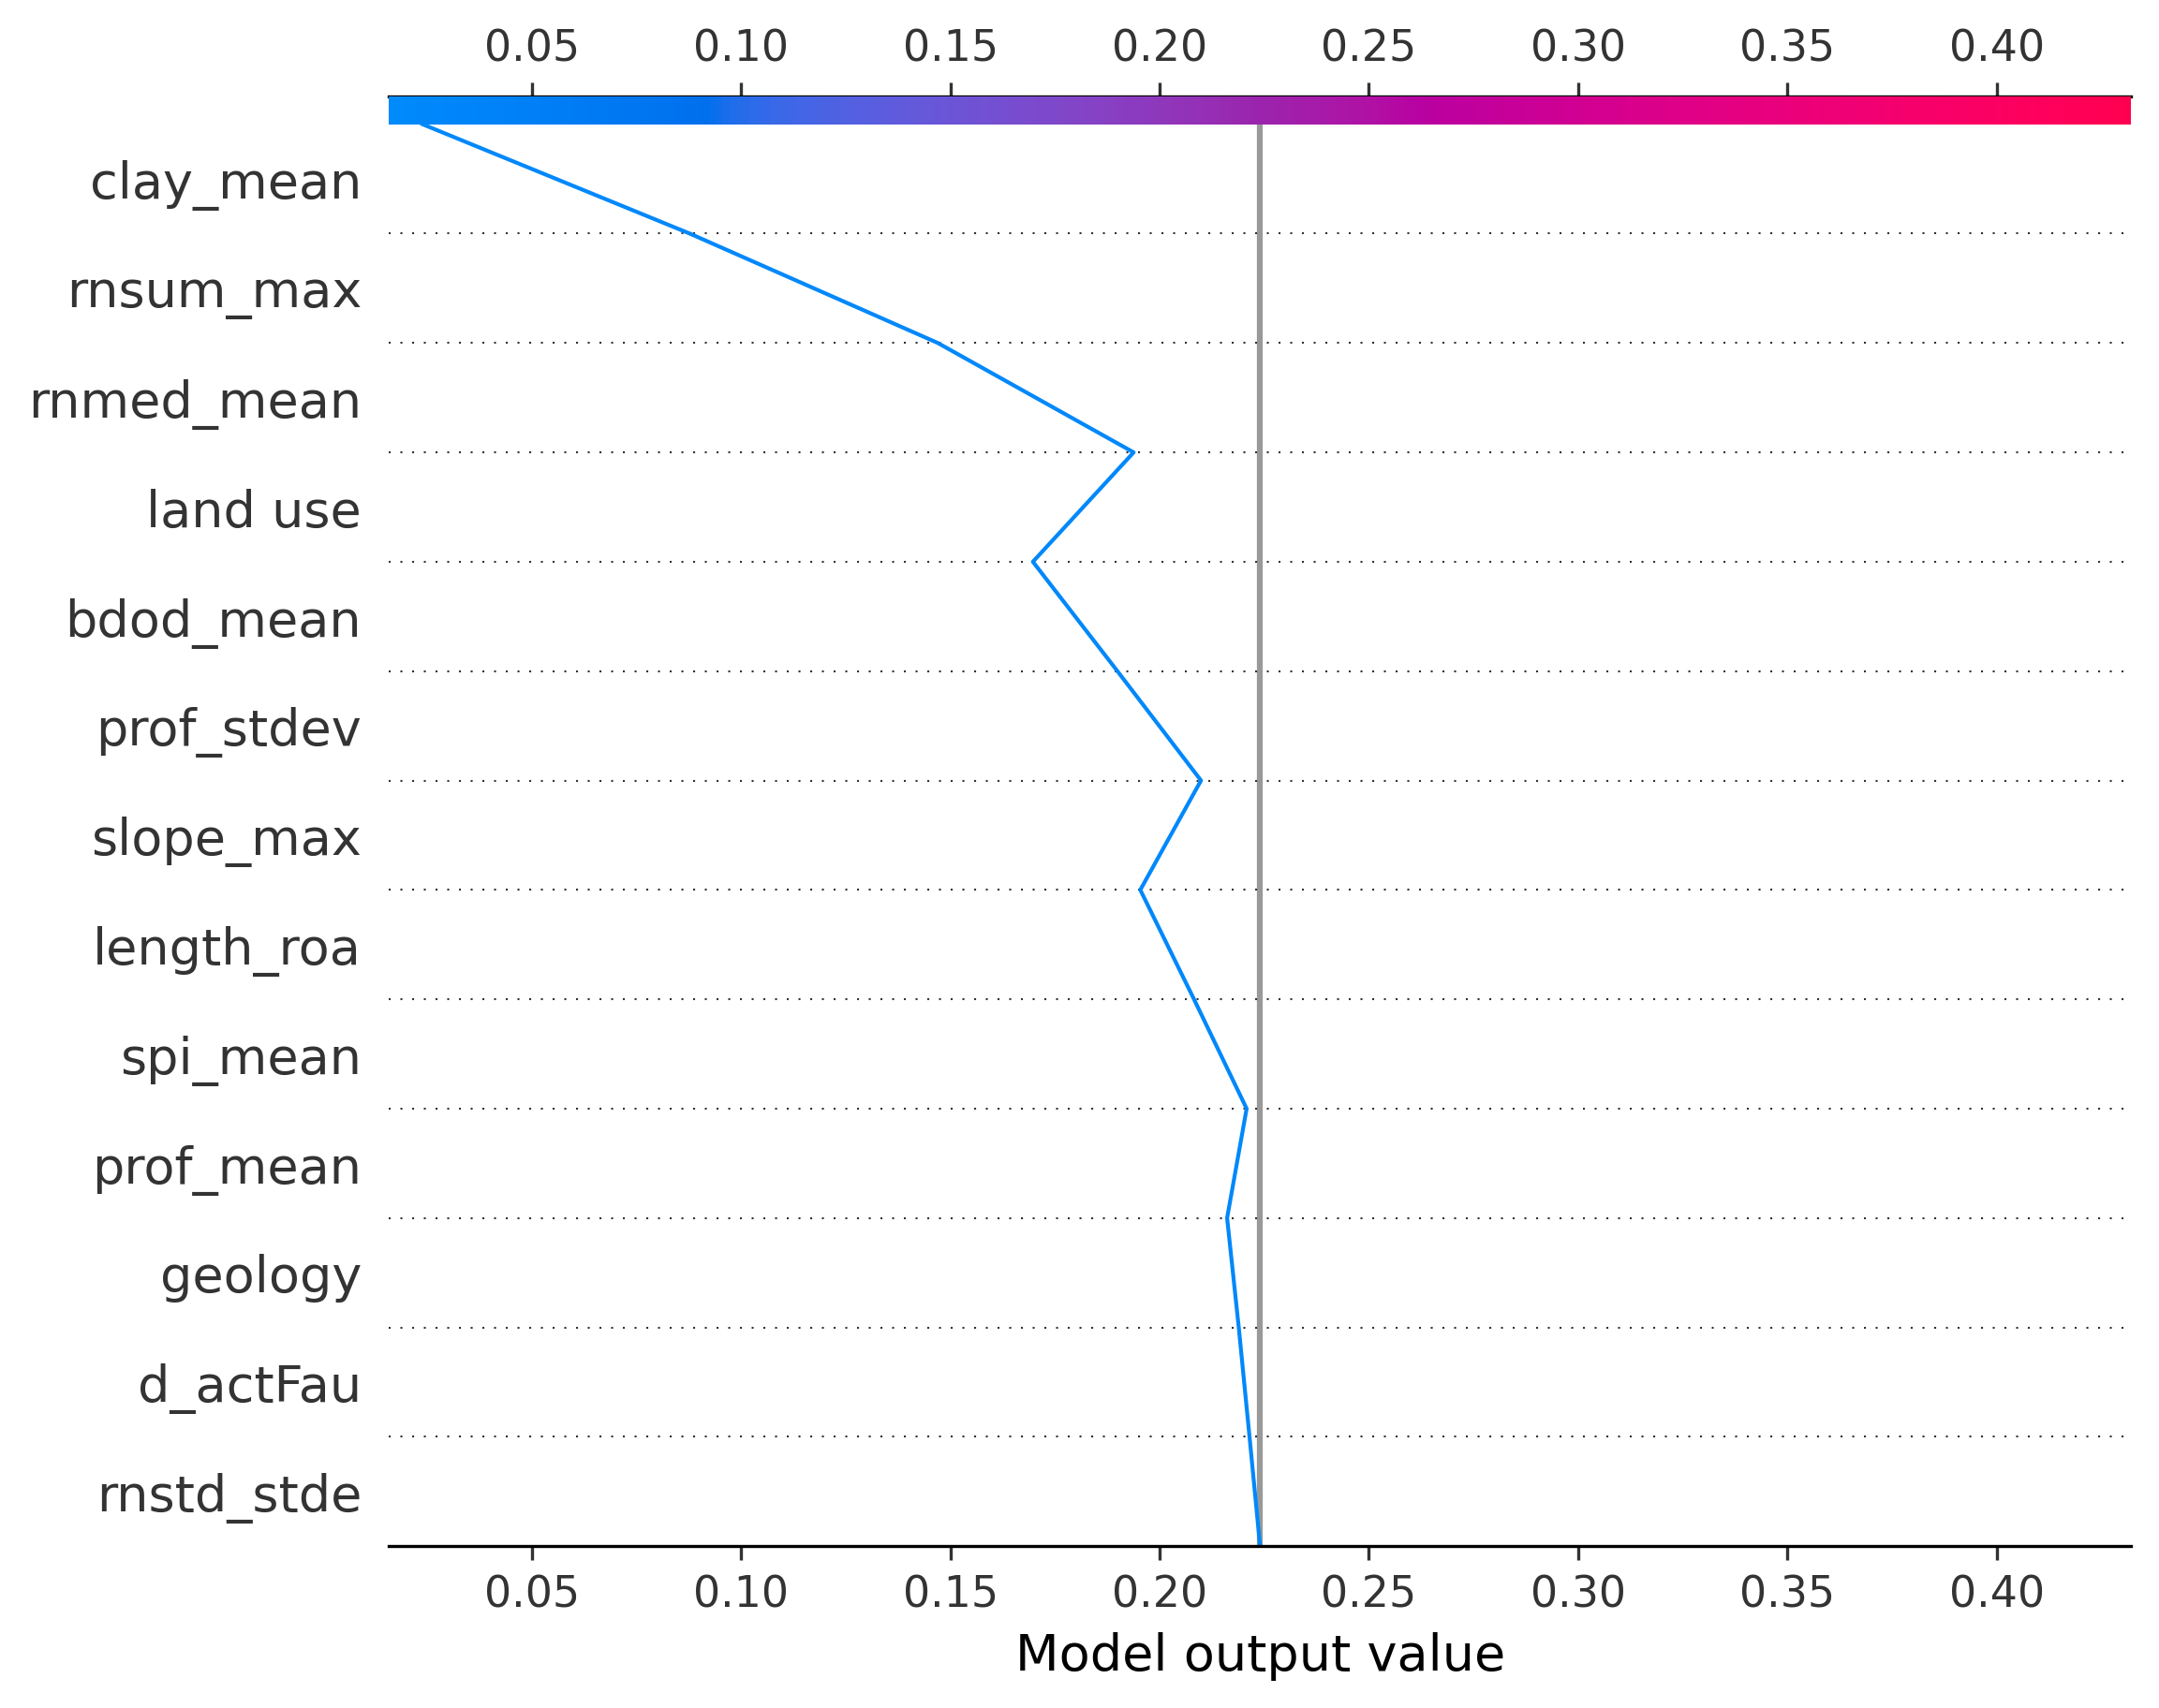 0.05 0.10 0.15 0.20 0.25 0.30 0.35 0.40
clay_mean
rnsum_max
rnmed_mean
land use
bdod_mean
prof_stdev
slope_max
length_roa
spi_mean
prof_mean
geology
d_actFau
rnstd_stde
0.05 0.10 0.15 0.20 0.25 0.30 0.35 0.40
Model output value